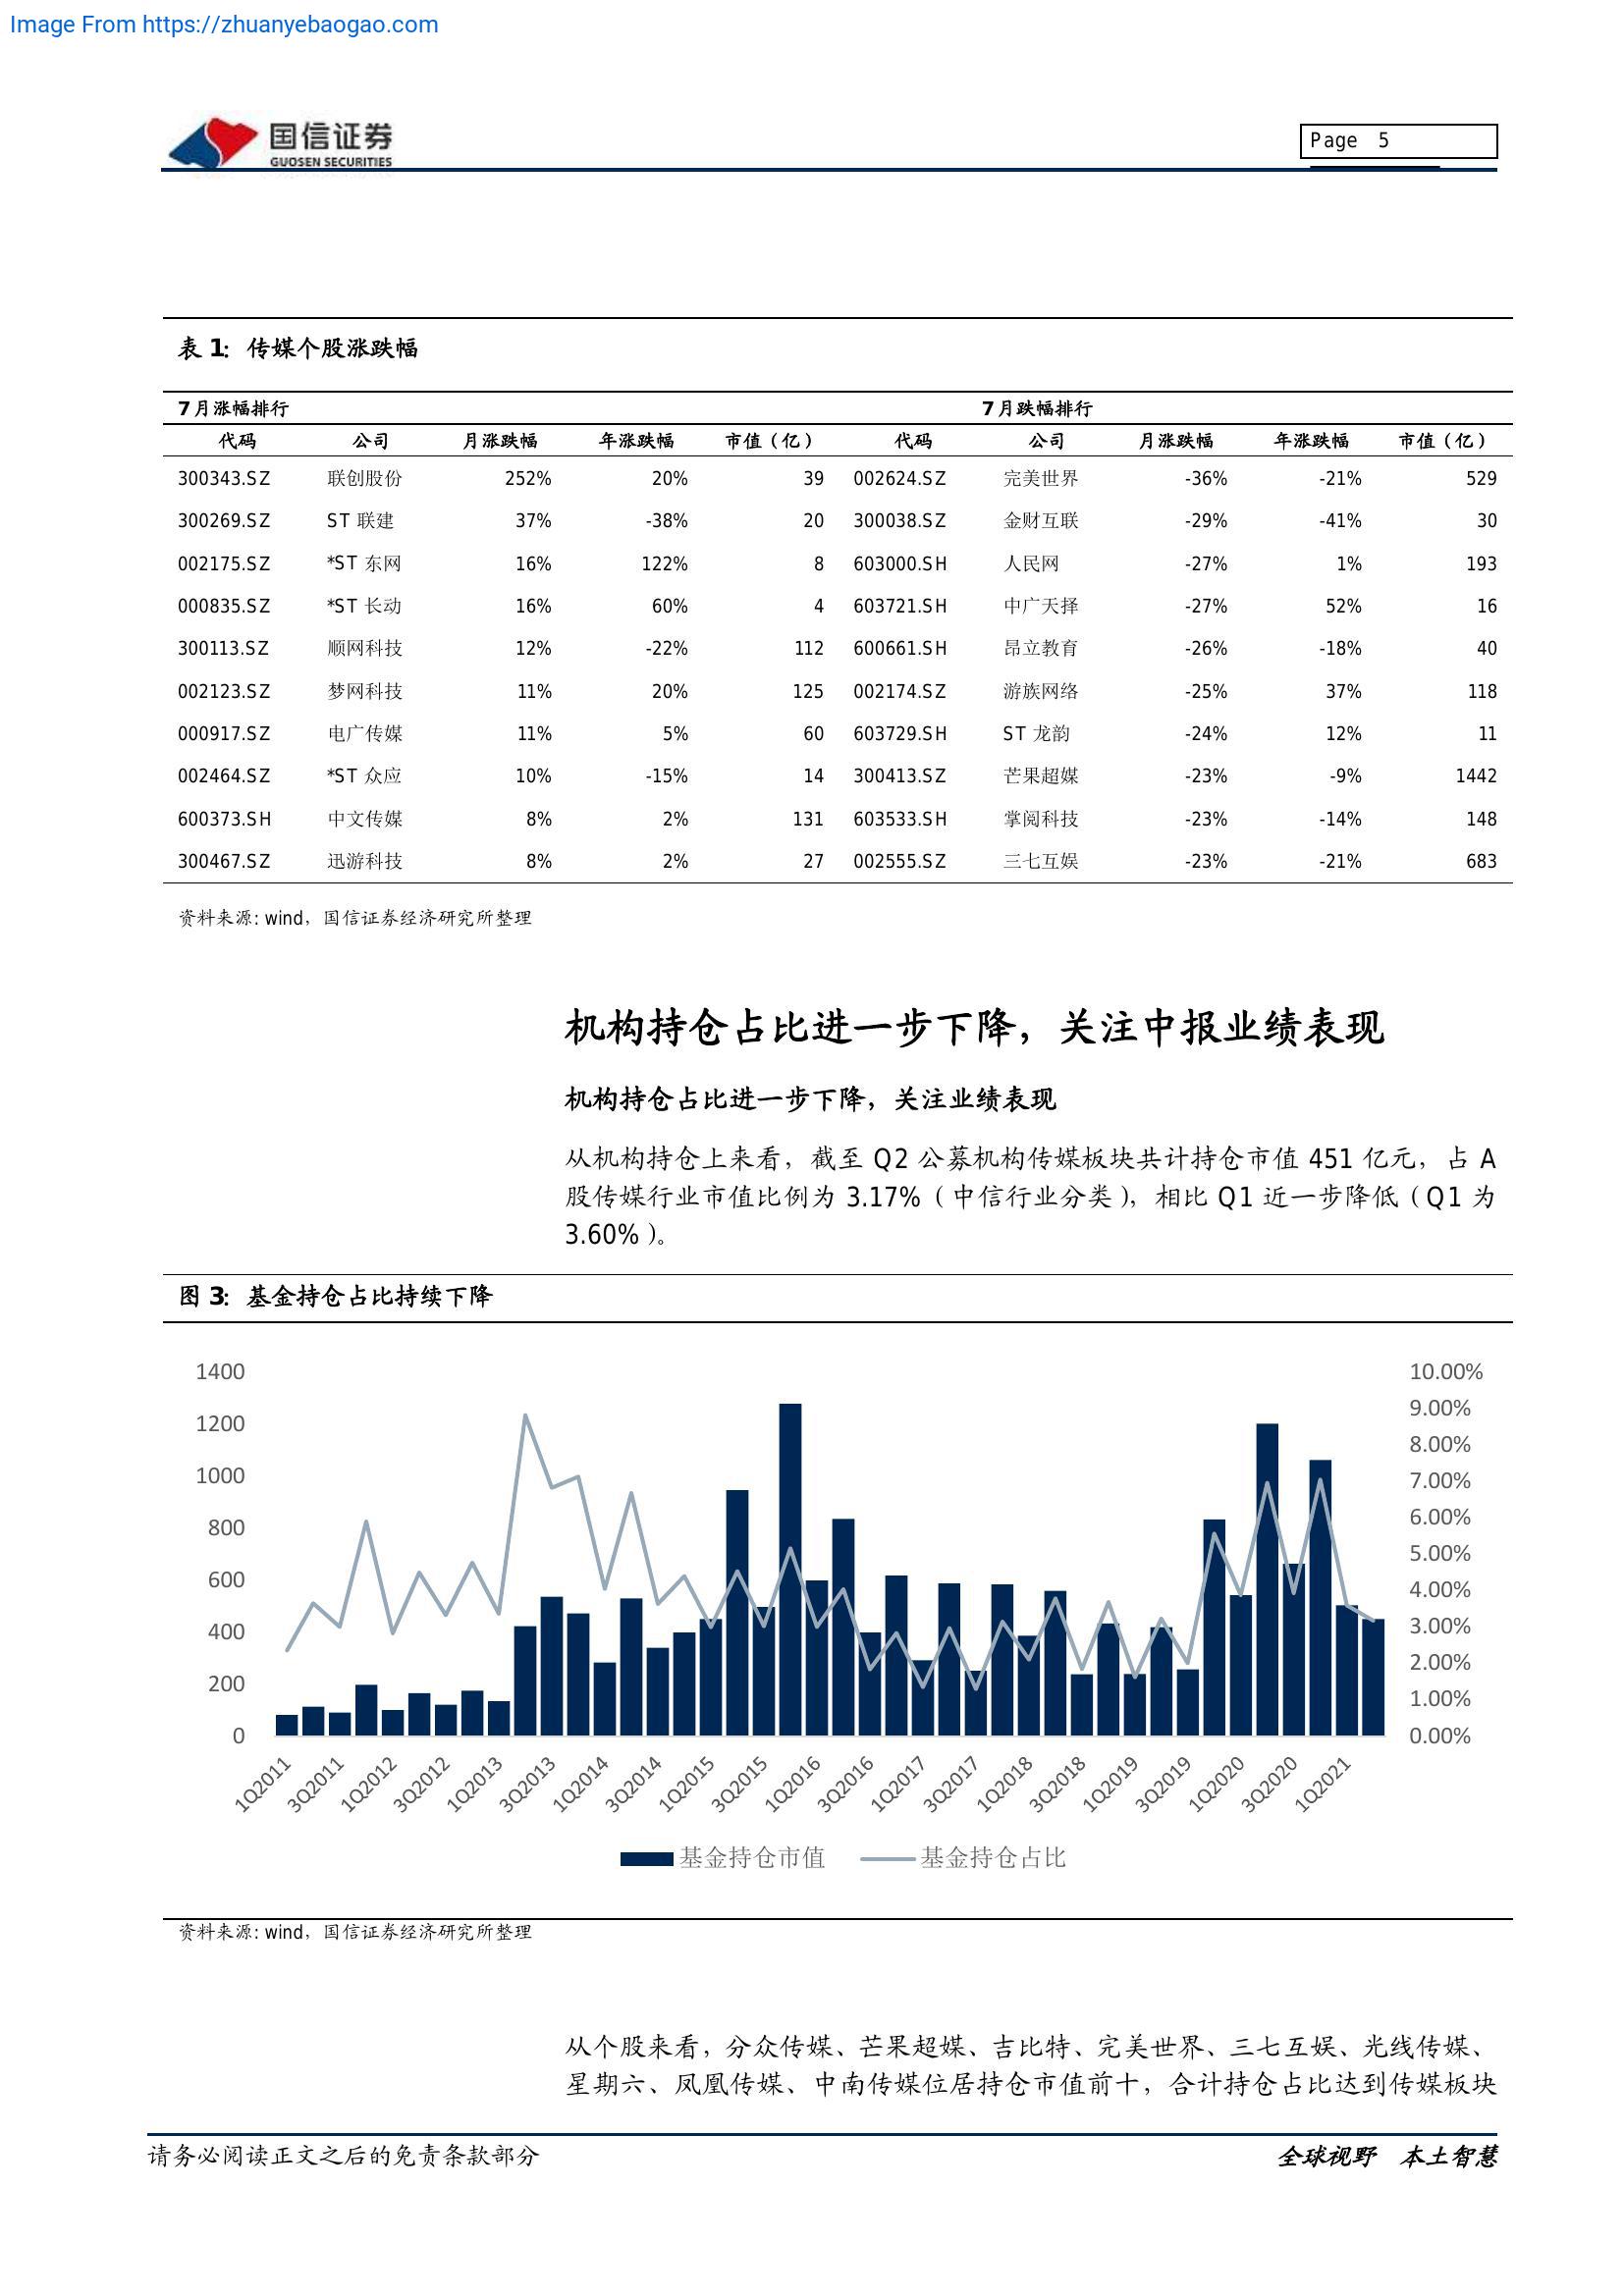 Image From https://zhuanyebaogao.com
国信证券
GUOSEN SECURITIES
Page 5
表 1: 传媒个股涨跌幅
7月涨幅排行 7月跌幅排行
代码 公司 月涨跌幅 年涨跌幅 市值（亿） 代码 公司 月涨跌幅 年涨跌幅 市值（亿）
300343.SZ 联创股份 252% 20% 39 002624.SZ 完美世界 -36% -21% 529
300269.SZ ST 联建 37% -38% 20 300038.SZ 金财互联 -29% -41% 30
002175.SZ *ST 东网 16% 122% 8 603000.SH 人民网 -27% 1% 193
000835.SZ *ST 长动 16% 60% 4 603721.SH 中广天择 -27% 52% 16
300113.SZ 顺网科技 12% -22% 112 600661.SH 昂立教育 -26% -18% 40
002123.SZ 梦网科技 11% 20% 125 002174.SZ 游族网络 -25% 37% 118
000917.SZ 电广传媒 11% 5% 60 603729.SH ST 龙韵 -24% 12% 11
002464.SZ *ST 众应 10% -15% 14 300413.SZ 芒果超媒 -23% -9% 1442
600373.SH 中文传媒 8% 2% 131 603533.SH 掌阅科技 -23% -14% 148
300467.SZ 迅游科技 8% 2% 27 002555.SZ 三七互娱 -23% -21% 683
资料来源: wind，国信证券经济研究所整理
机构持仓占比进一步下降，关注中报业绩表现
机构持仓占比进一步下降，关注业绩表现
从机构持仓上来看，截至 Q2 公募机构传媒板块共计持仓市值 451 亿元，占 A
股传媒行业市值比例为 3.17%（中信行业分类），相比 Q1 近一步降低（Q1 为
3.60%）。
图 3: 基金持仓占比持续下降
1400 10.00%
9.00%
1200
8.00%
1000 7.00%
800 6.00%
5.00%
600
4.00%
400 3.00%
200 2.00%
1.00%
0 0.00%
1Q2011 3Q2011 1Q2012 3Q2012 1Q2013 3Q2013 1Q2014 3Q2014 1Q2015 3Q2015 1Q2016 3Q2016 1Q2017 3Q2017 1Q2018 3Q2018 1Q2019 3Q2019 1Q2020 3Q2020 1Q2021
基金持仓市值 基金持仓占比
资料来源: wind，国信证券经济研究所整理
从个股来看，分众传媒、芒果超媒、吉比特、完美世界、三七互娱、光线传媒、
星期六、凤凰传媒、中南传媒位居持仓市值前十，合计持仓占比达到传媒板块
请务必阅读正文之后的免责条款部分 全球视野 本土智慧